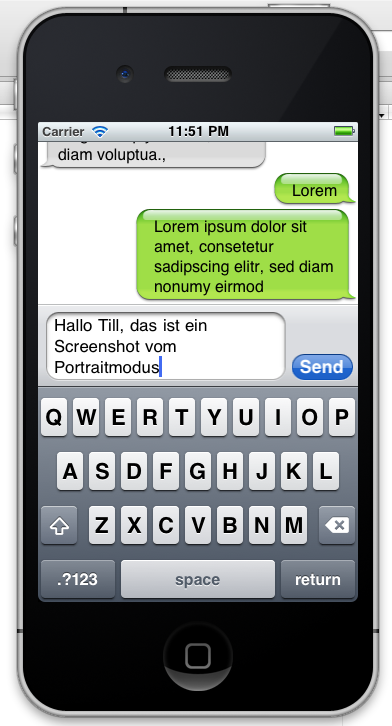 Carrier 11:51 PM
diam voluptua.,
Lorem
Lorem ipsum dolor sit
amet, consetetur
sadipscing elitr, sed diam
nonumy eirmod
Hallo Till, das ist ein
Screenshot vom
Portraitmodus
Send
Q W E R T Y U I O P
A S D F G H J K L
Z X C V B N M
.?123 space return